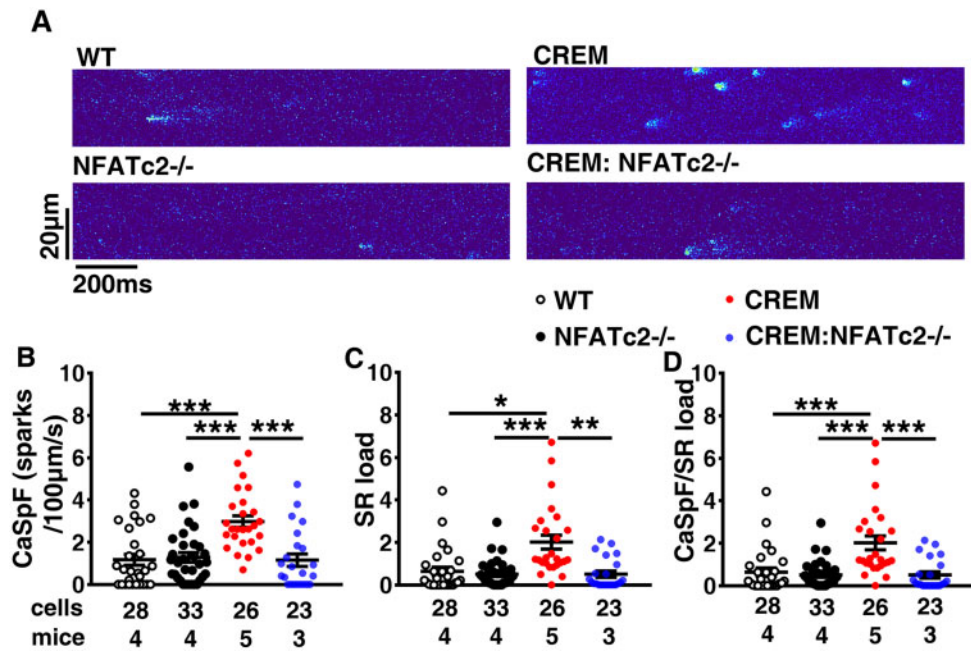 A
WT
CREM
NFATc2-/-
CREM: NFATc2-/-
20µm
200ms
WT
CREM
NFATc2-/-
CREM:NFATc2-/-
B
C
D
CaSpF (sparks
/100µm/s)
10
8
6
4
2
0
***
*** ***
SR load
10
8
6
4
2
0
*
*** **
CaSpF/SR load
10
8
6
4
2
0
***
*** ***
cells 28 33 26 23 28 33 26 23 28 33 26 23
mice 4 4 5 3 4 4 5 3 4 4 5 3